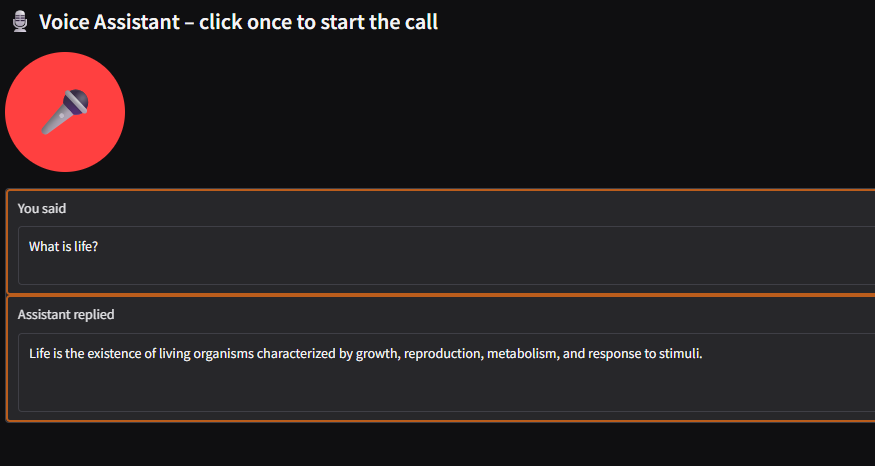 Voice Assistant – click once to start the call
You said
What is life?
Assistant replied
Life is the existence of living organisms characterized by growth, reproduction, metabolism, and response to stimuli.